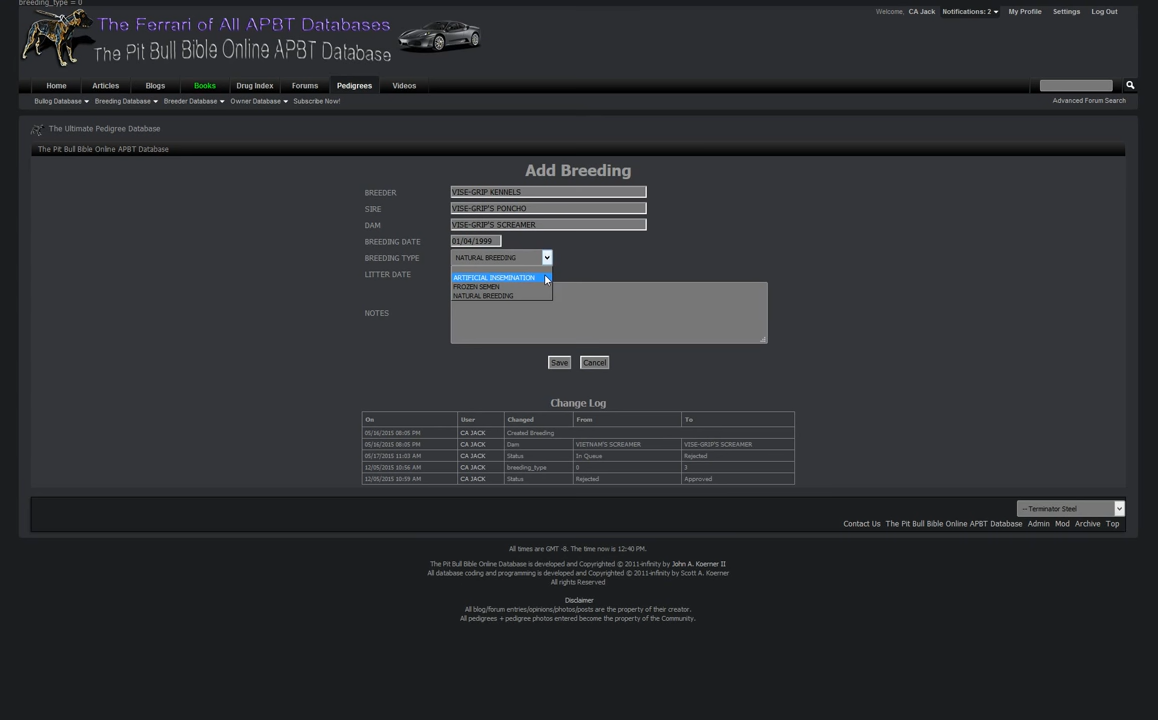 breeding_type = 0
The Ferrari of All APBT Databases
The Pit Bull Bible Online APBT Database
Welcome, CA Jack Notifications: 2 My Profile Settings Log Out
Home Articles Blogs Books Drug Index Forums Pedigrees Videos
Bullog Database Breeding Database Breeder Database Owner Database Subscribe Now!
Advanced Forum Search
The Ultimate Pedigree Database
The Pit Bull Bible Online APBT Database
Add Breeding
BREEDER VISE-GRIP KENNELS
SIRE VISE-GRIP'S PONCHO
DAM VISE-GRIP'S SCREAMER
BREEDING DATE 01/04/1999
BREEDING TYPE NATURAL BREEDING
LITTER DATE
ARTIFICIAL INSEMINATION
FROZEN SEMEN
NATURAL BREEDING
NOTES
Save Cancel
Change Log
On User Changed From To
05/16/2015 08:05 PM CA JACK Created Breeding
05/16/2015 08:05 PM CA JACK Dam VIETNAM'S SCREAMER VISE-GRIP'S SCREAMER
05/17/2015 11:03 AM CA JACK Status In Queue Rejected
12/05/2015 10:56 AM CA JACK breeding_type 0 3
12/05/2015 10:59 AM CA JACK Status Rejected Approved
-- Terminator Steel
Contact Us The Pit Bull Bible Online APBT Database Admin Mod Archive Top
All times are GMT -8. The time now is 12:40 PM.
The Pit Bull Bible Online Database is developed and Copyrighted © 2011-infinity by John A. Koerner II
All database coding and programming is developed and Copyrighted © 2011-infinity by Scott A. Koerner
All rights Reserved
Disclaimer
All blog/forum entries/opinions/photos/posts are the property of their creator.
All pedigrees + pedigree photos entered become the property of the Community.